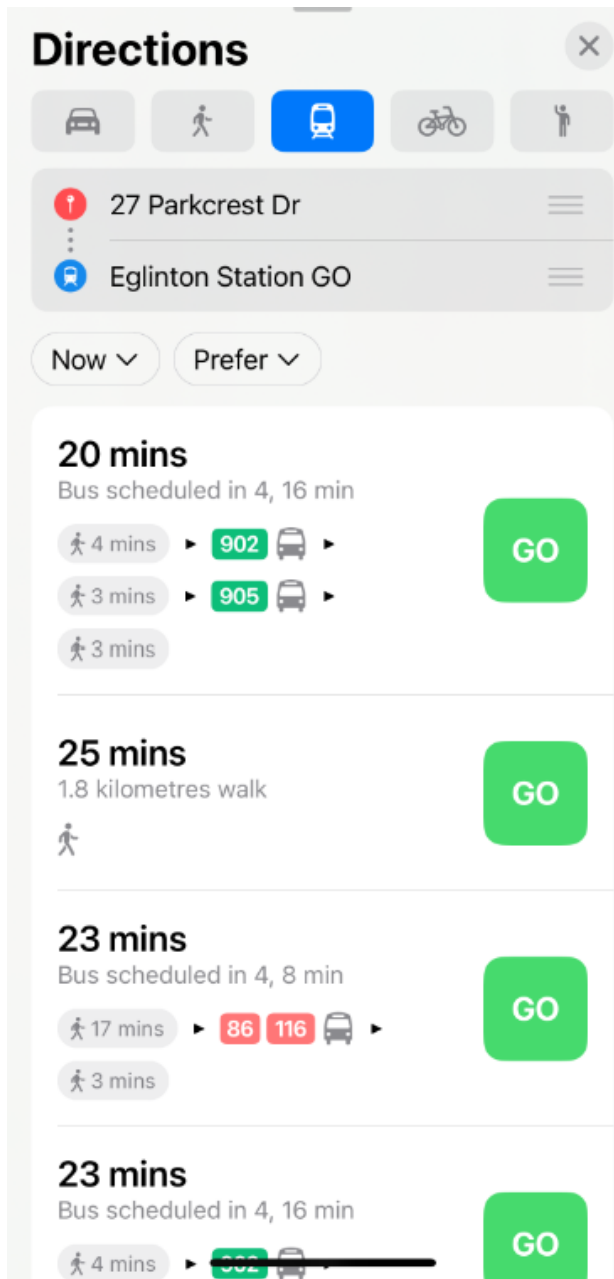 Directions
27 Parkcrest Dr
Eglinton Station GO
Now Prefer
20 mins
Bus scheduled in 4, 16 min
4 mins 902
3 mins 905
3 mins
GO
25 mins
1.8 kilometres walk
GO
23 mins
Bus scheduled in 4, 8 min
17 mins 86 116
3 mins
GO
23 mins
Bus scheduled in 4, 16 min
4 mins
GO